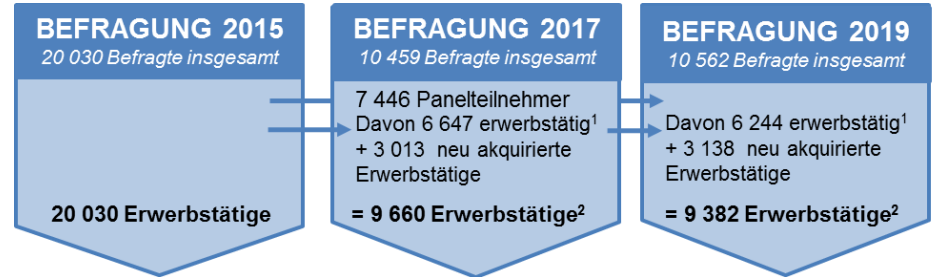 BEFRAGUNG 2015
20 030 Befragte insgesamt
20 030 Erwerbstätige
BEFRAGUNG 2017
10 459 Befragte insgesamt
7 446 Panelteilnehmer
Davon 6 647 erwerbstätig¹
+ 3 013 neu akquirierte
Erwerbstätige
= 9 660 Erwerbstätige²
BEFRAGUNG 2019
10 562 Befragte insgesamt
Davon 6 244 erwerbstätig¹
+ 3 138 neu akquirierte
Erwerbstätige
= 9 382 Erwerbstätige²